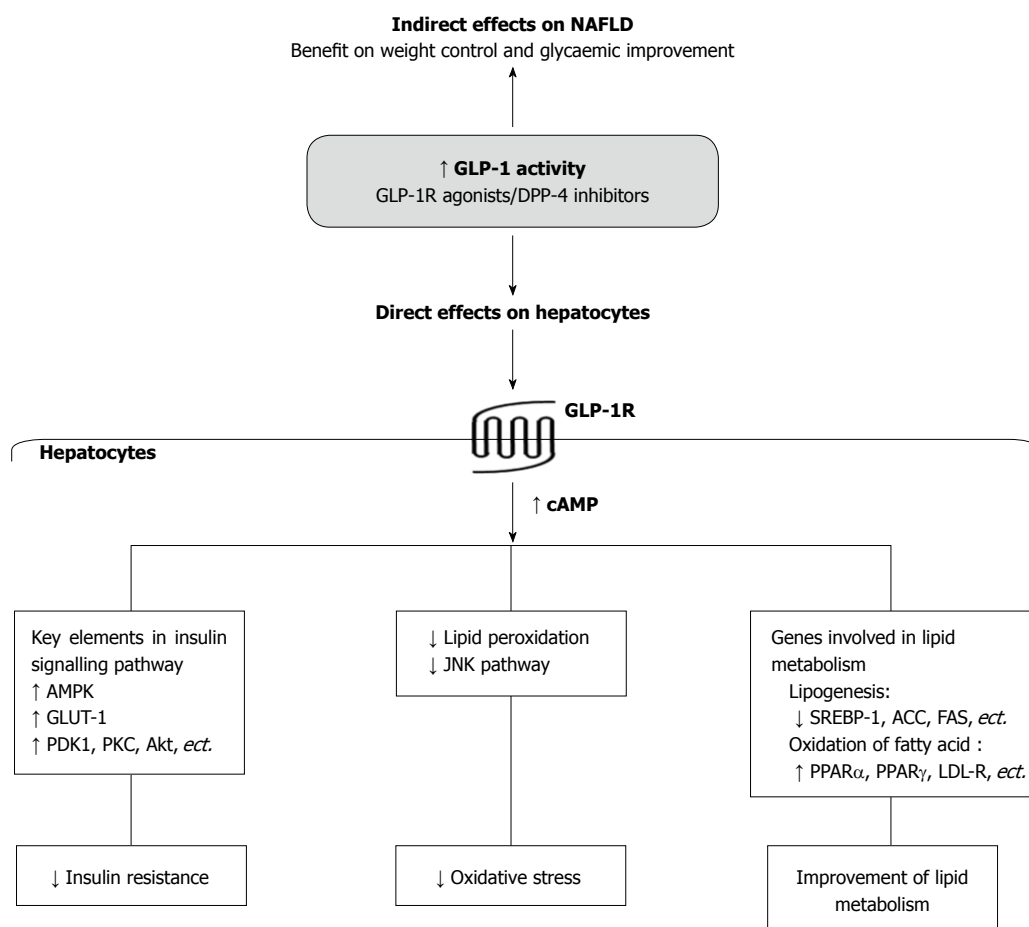 Indirect effects on NAFLD
Benefit on weight control and glycaemic improvement
↑ GLP-1 activity
GLP-1R agonists/DPP-4 inhibitors
Direct effects on hepatocytes
GLP-1R
Hepatocytes
↑ cAMP
Key elements in insulin
signalling pathway
↑ AMPK
↑ GLUT-1
↑ PDK1, PKC, Akt, ect.
↓ Lipid peroxidation
↓ JNK pathway
Genes involved in lipid
metabolism
Lipogenesis:
↓ SREBP-1, ACC, FAS, ect.
Oxidation of fatty acid :
↑ PPARα, PPARγ, LDL-R, ect.
↓ Insulin resistance
↓ Oxidative stress
Improvement of lipid
metabolism